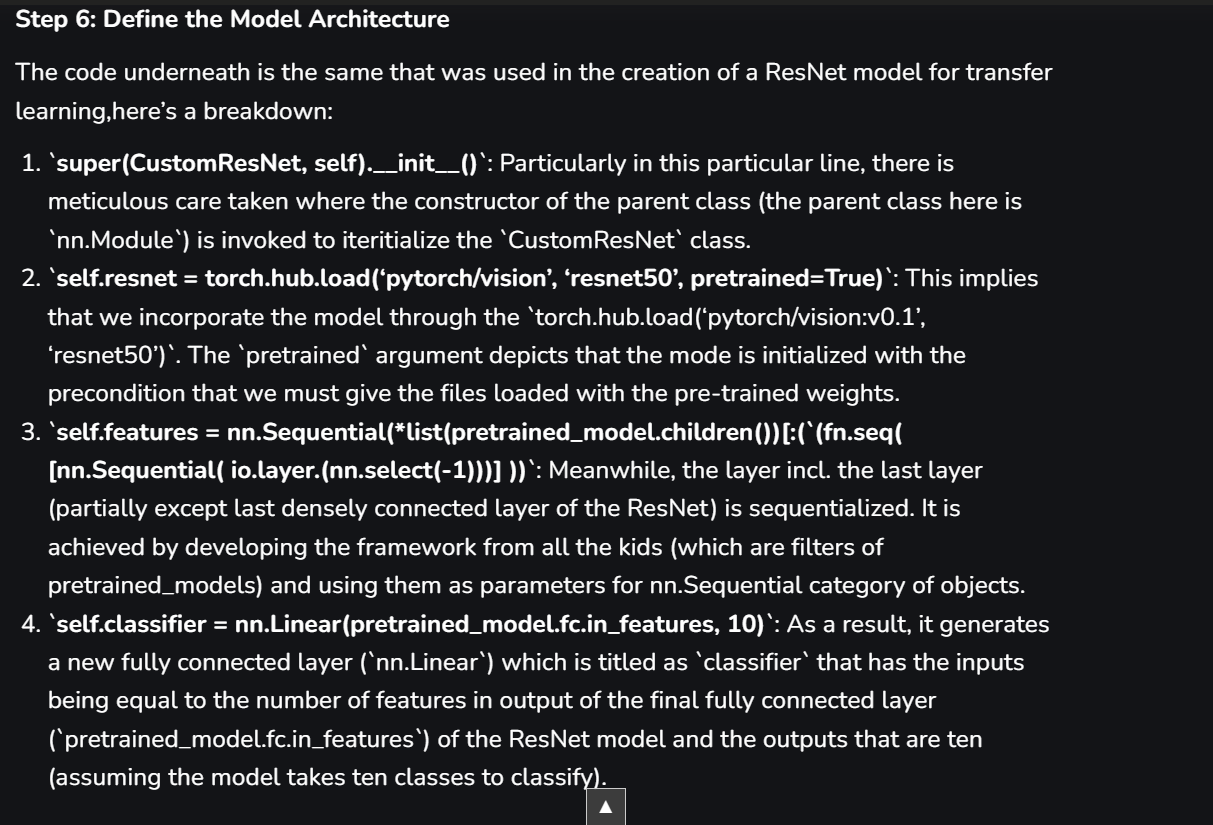 Step 6: Define the Model Architecture
The code underneath is the same that was used in the creation of a ResNet model for transfer
learning,here’s a breakdown:
1. `super(CustomResNet, self).__init__()`: Particularly in this particular line, there is
meticulous care taken where the constructor of the parent class (the parent class here is
`nn.Module`) is invoked to iteritialize the `CustomResNet` class.
2. `self.resnet = torch.hub.load(‘pytorch/vision’, ‘resnet50’, pretrained=True)`: This implies
that we incorporate the model through the `torch.hub.load(‘pytorch/vision:v0.1’,
‘resnet50’)`. The `pretrained` argument depicts that the mode is initialized with the
precondition that we must give the files loaded with the pre-trained weights.
3. `self.features = nn.Sequential(*list(pretrained_model.children())[:(`(fn.seq(
[nn.Sequential( io.layer.(nn.select(-1)))] ))`: Meanwhile, the layer incl. the last layer
(partially except last densely connected layer of the ResNet) is sequentialized. It is
achieved by developing the framework from all the kids (which are filters of
pretrained_models) and using them as parameters for nn.Sequential category of objects.
4. `self.classifier = nn.Linear(pretrained_model.fc.in_features, 10)`: As a result, it generates
a new fully connected layer (`nn.Linear`) which is titled as `classifier` that has the inputs
being equal to the number of features in output of the final fully connected layer
(`pretrained_model.fc.in_features`) of the ResNet model and the outputs that are ten
(assuming the model takes ten classes to classify).